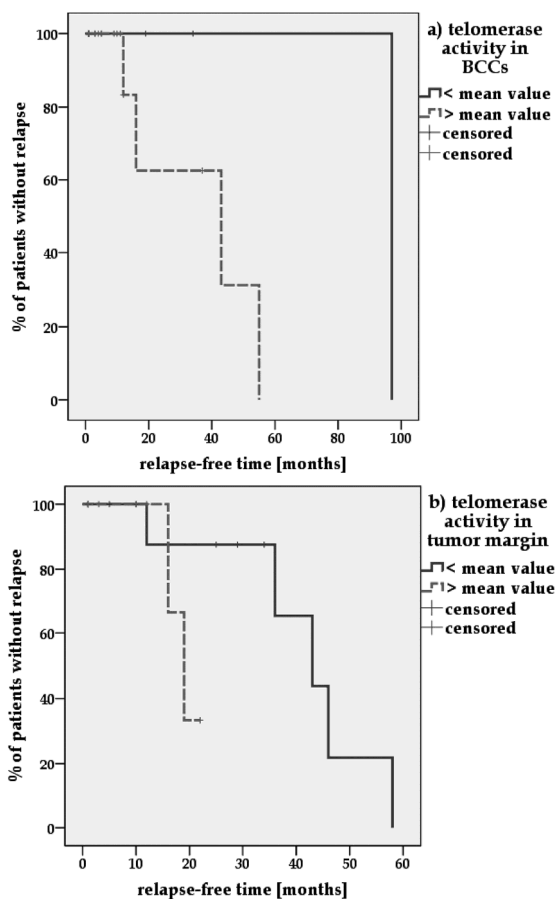 a) telomerase
activity in
BCCs
< mean value
> mean value
censored
censored
% of patients without relapse
100
80
60
40
20
0
0 20 40 60 80 100
relapse-free time [months]
b) telomerase
activity in
tumor margin
< mean value
> mean value
censored
censored
% of patients without relapse
100
80
60
40
20
0
0 10 20 30 40 50 60
relapse-free time [months]